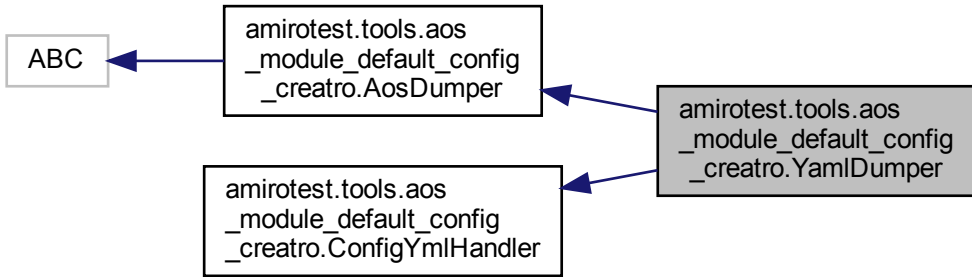 ABC
amirotest.tools.aos
_module_default_config
_creatro.AosDumper
amirotest.tools.aos
_module_default_config
_creatro.ConfigYmlHandler
amirotest.tools.aos
_module_default_config
_creatro.YamlDumper